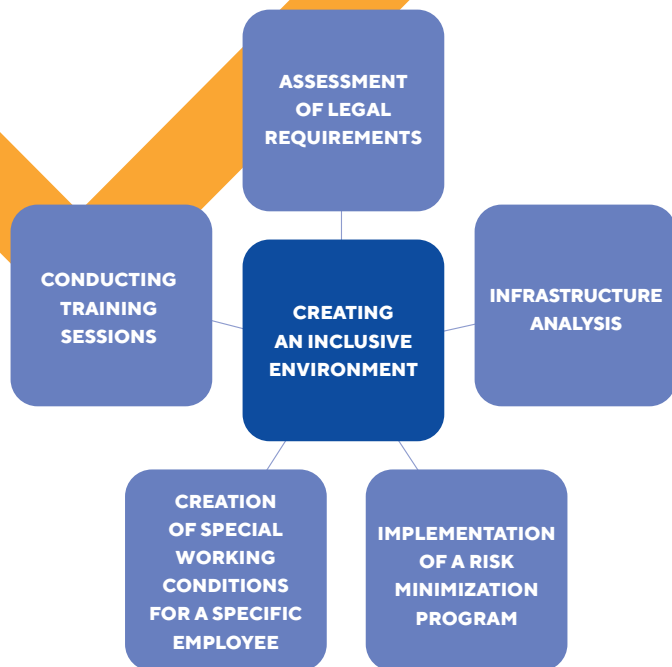 ASSESSMENT
OF LEGAL
REQUIREMENTS
CONDUCTING
TRAINING
SESSIONS
CREATING
AN INCLUSIVE
ENVIRONMENT
INFRASTRUCTURE
ANALYSIS
CREATION
OF SPECIAL
WORKING
CONDITIONS
FOR A SPECIFIC
EMPLOYEE
IMPLEMENTATION
OF A RISK
MINIMIZATION
PROGRAM